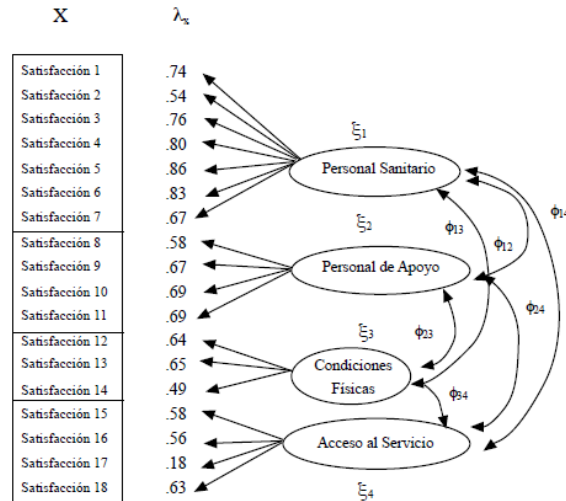 X λx
Satisfacción 1 .74
Satisfacción 2 .54
Satisfacción 3 .76
ξ1
Satisfacción 4 .80
Satisfacción 5 .86 Personal Sanitario
Satisfacción 6 .83
Satisfacción 7 .67
ϕ14
ξ2 ϕ13
Satisfacción 8 .58 ϕ12
Satisfacción 9 .67 Personal de Apoyo
Satisfacción 10 .69
Satisfacción 11 .69 ϕ24
Satisfacción 12 .64 ξ3 ϕ23
Satisfacción 13 .65 Condiciones
Satisfacción 14 .49 Físicas
ϕ34
Satisfacción 15 .58
Satisfacción 16 .56 Acceso al Servicio
Satisfacción 17 .18
Satisfacción 18 .63 ξ4